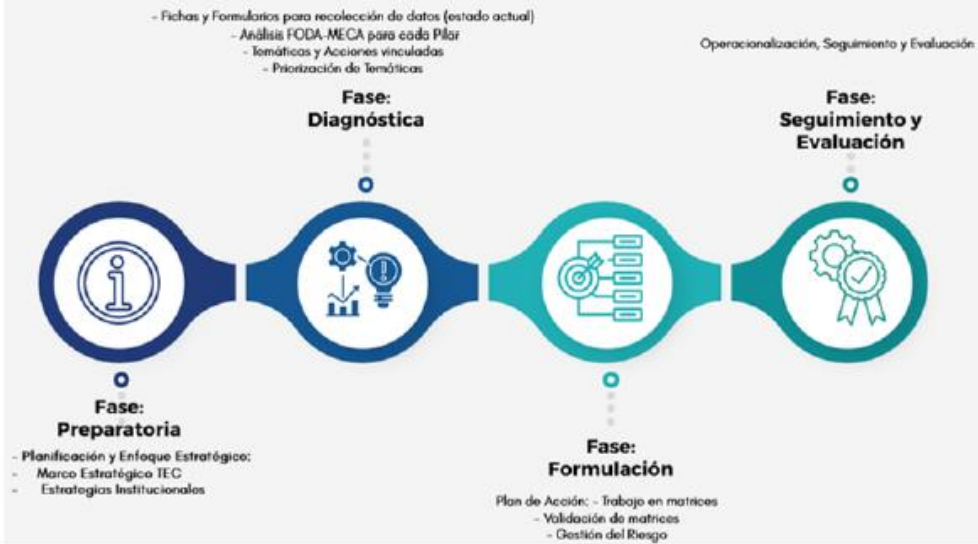 - Fichas y Formularios para recolección de datos (estado actual)
- Análisis FODA-MECA para cada Pilar
- Temáticas y Acciones vinculadas
- Priorización de Temáticas
Fase:
Diagnóstica
Operacionalización, Seguimiento y Evaluación
Fase:
Seguimiento y
Evaluación
Fase:
Preparatoria
- Planificación y Enfoque Estratégico:
- Marco Estratégico TEC
- Estrategias Institucionales
Fase:
Formulación
Plan de Acción: - Trabajo en matrices
- Validación de matrices
- Gestión del Riesgo